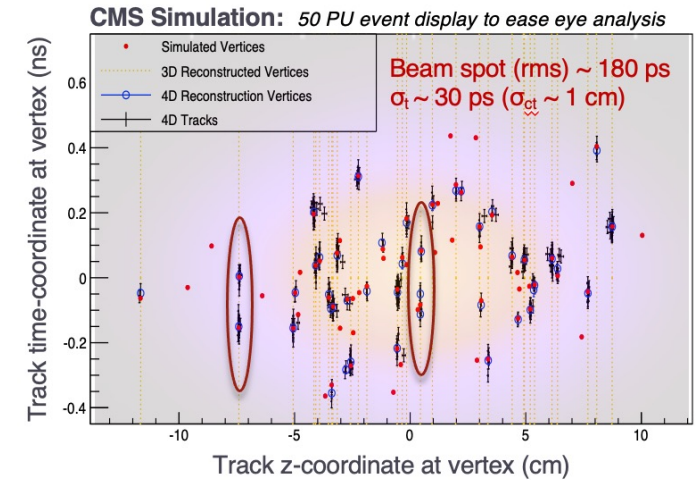 CMS Simulation: 50 PU event display to ease eye analysis
Simulated Vertices
3D Reconstructed Vertices
4D Reconstruction Vertices
4D Tracks
Beam spot (rms) ~ 180 ps
σt ~ 30 ps (σct ~ 1 cm)
Track time-coordinate at vertex (ns)
0.6
0.4
0.2
0
-0.2
-0.4
-10 -5 0 5 10
Track z-coordinate at vertex (cm)